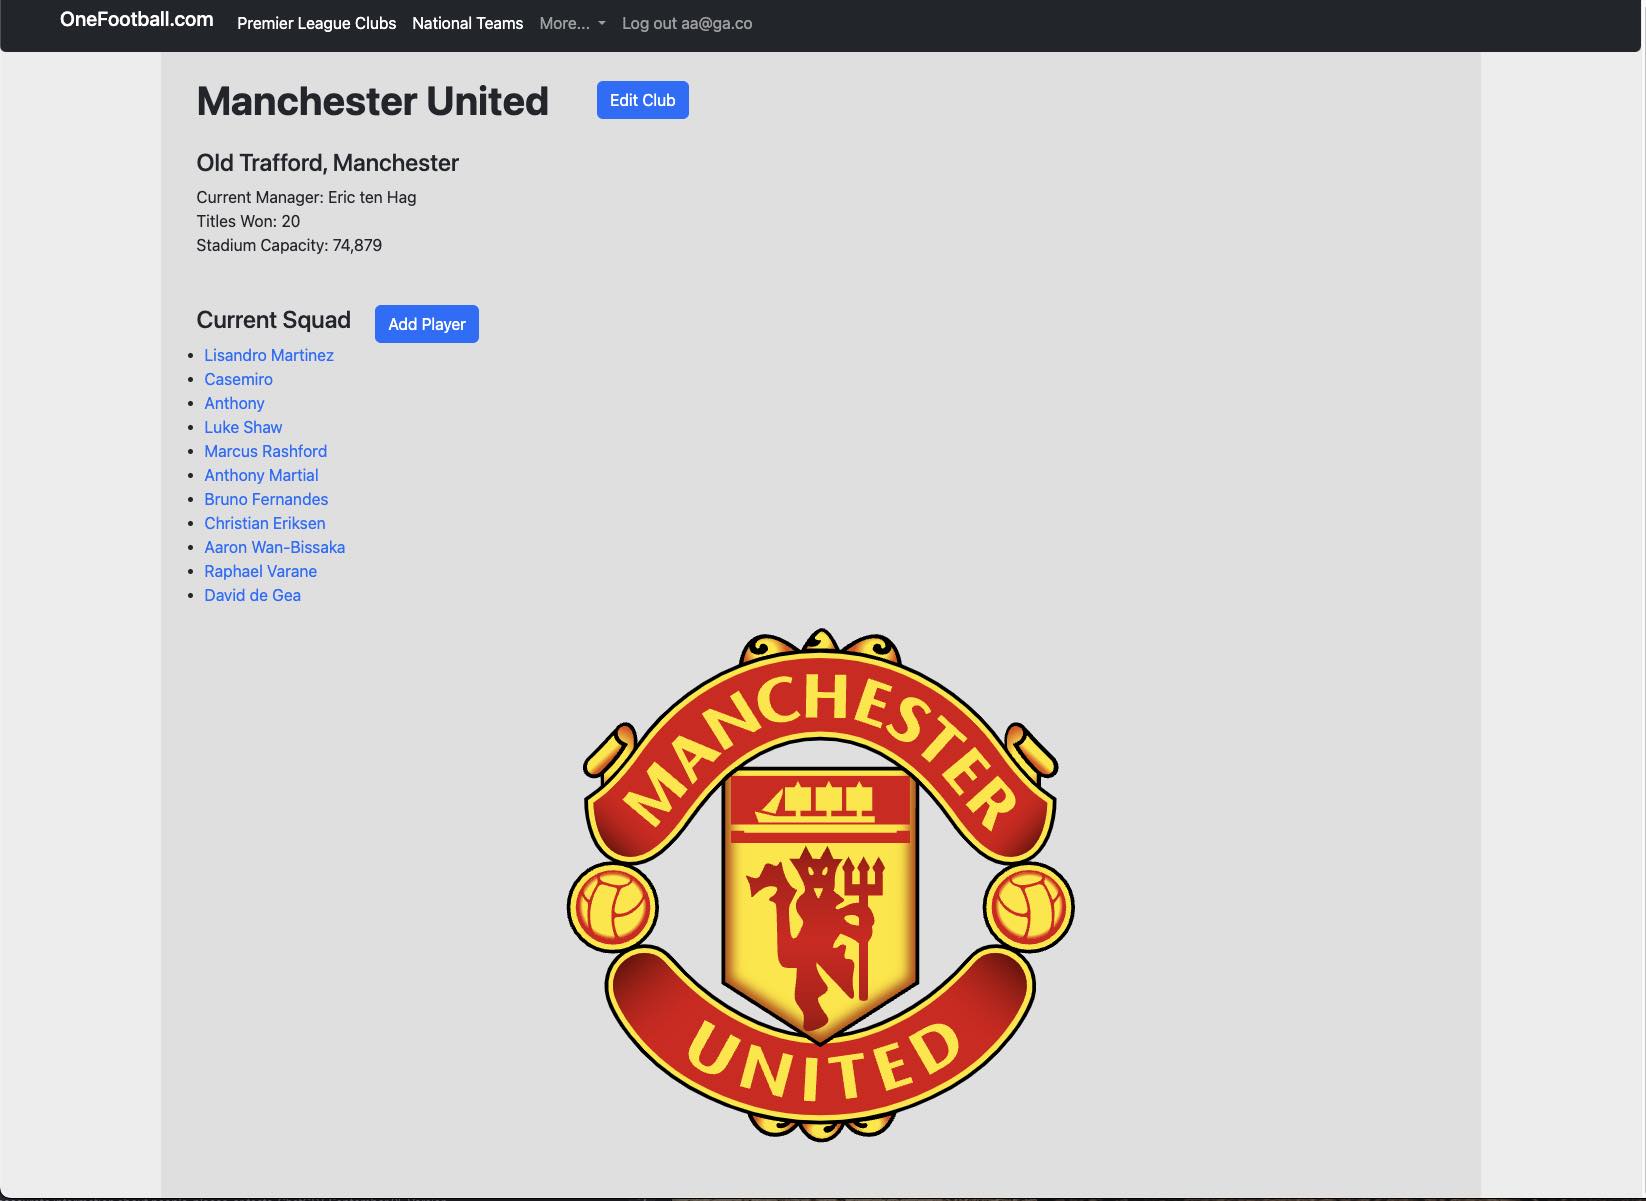 OneFootball.com Premier League Clubs National Teams More... Log out aa@ga.co
Manchester United Edit Club
Old Trafford, Manchester
Current Manager: Eric ten Hag
Titles Won: 20
Stadium Capacity: 74,879
Current Squad Add Player
Lisandro Martinez
Casemiro
Anthony
Luke Shaw
Marcus Rashford
Anthony Martial
Bruno Fernandes
Christian Eriksen
Aaron Wan-Bissaka
Raphael Varane
David de Gea
MANCHESTER
UNITED